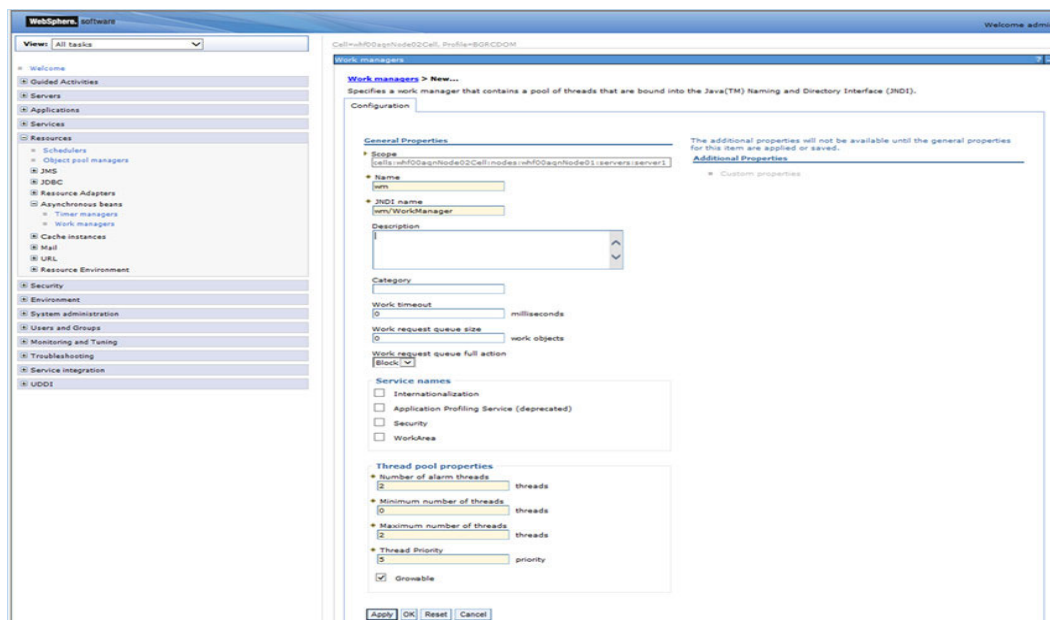 WebSphere. software
Welcome admi
View: All tasks
Welcome
Guided Activities
Servers
Applications
Services
Resources
Schedulers
Object pool managers
JMS
JDBC
Resource Adapters
Asynchronous beans
Timer managers
Work managers
Cache instances
Mail
URL
Resource Environment
Security
Environment
System administration
Users and Groups
Monitoring and Tuning
Troubleshooting
Service integration
UDDI
Cell=whf00aqnNode02Cell, Profile=BGRCDOM
Work managers
Work managers > New...
Specifies a work manager that contains a pool of threads that are bound into the Java(TM) Naming and Directory Interface (JNDI).
Configuration
General Properties
Scope
cells:whf00aqnNode02Cell:nodes:whf00aqnNode01:servers:server1
Name
wm
JNDI name
wm/WorkManager
Description
Category
Work timeout
0 milliseconds
Work request queue size
0 work objects
Work request queue full action
Block
Service names
Internationalization
Application Profiling Service (deprecated)
Security
WorkArea
Thread pool properties
Number of alarm threads
2 threads
Minimum number of threads
0 threads
Maximum number of threads
2 threads
Thread Priority
5 priority
Growable
Apply OK Reset Cancel
The additional properties will not be available until the general properties
for this item are applied or saved.
Additional Properties
Custom properties